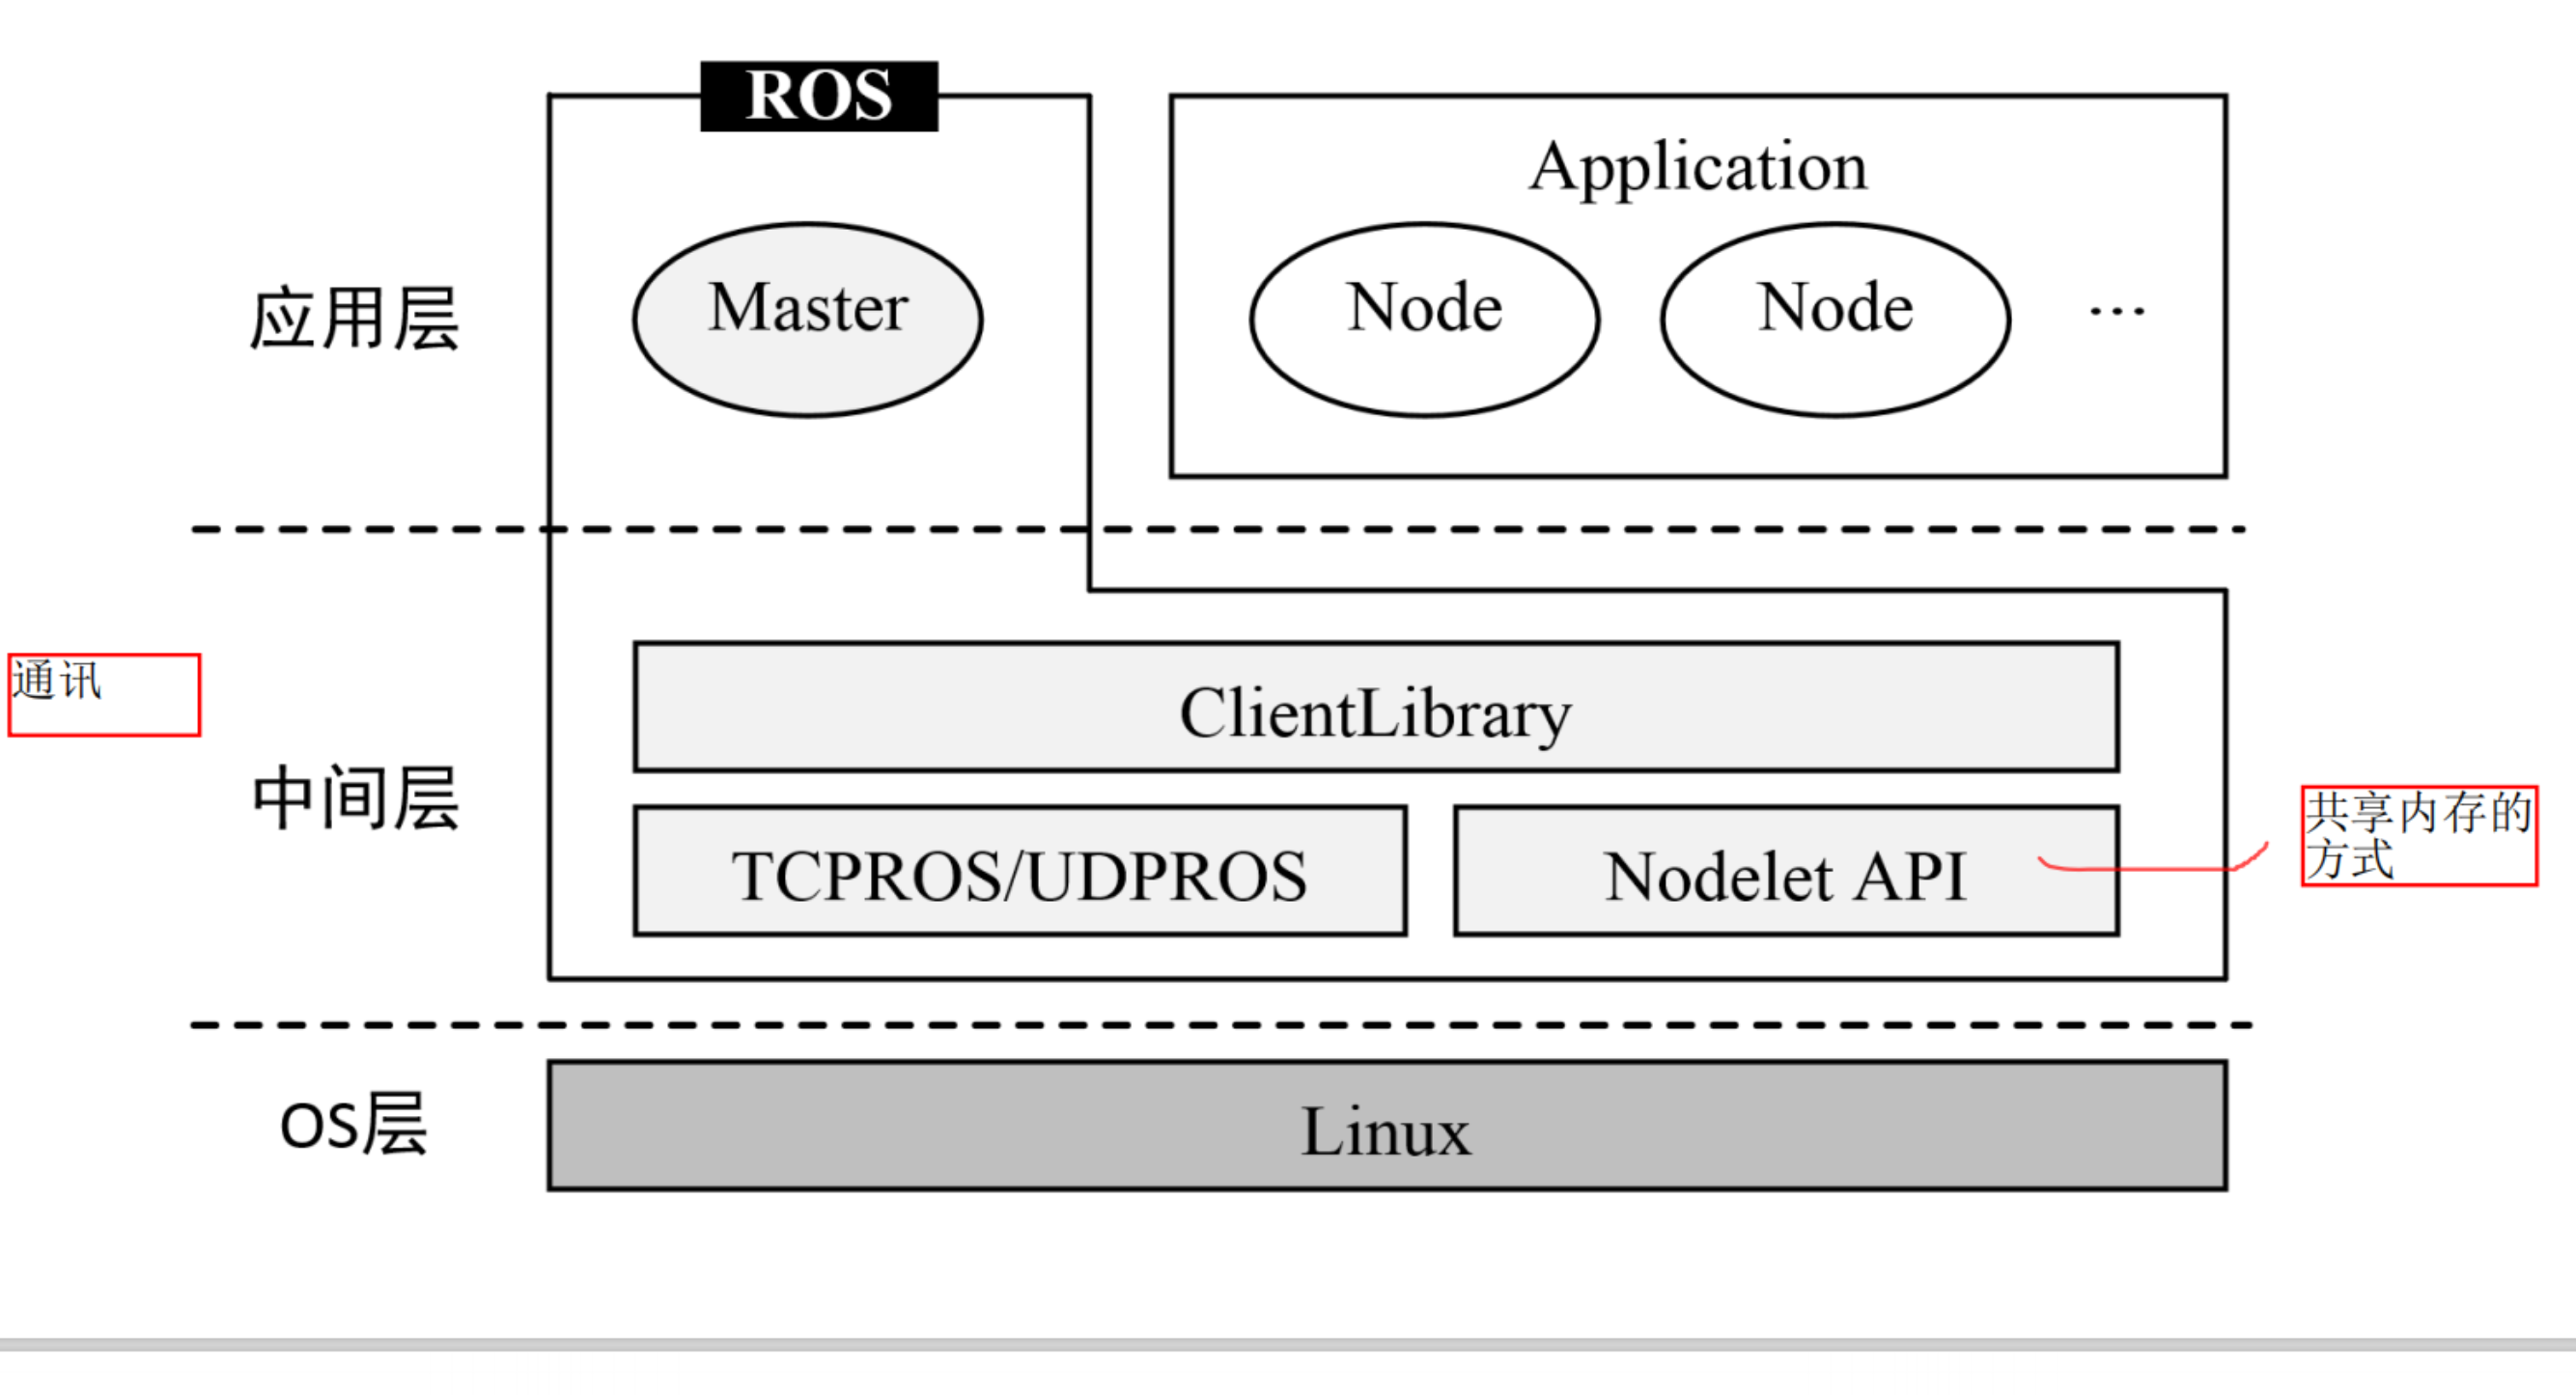 ROS
Application
应用层
Master
Node
Node
...
通讯
ClientLibrary
中间层
TCPROS/UDPROS
Nodelet API
共享内存的
方式
OS层
Linux